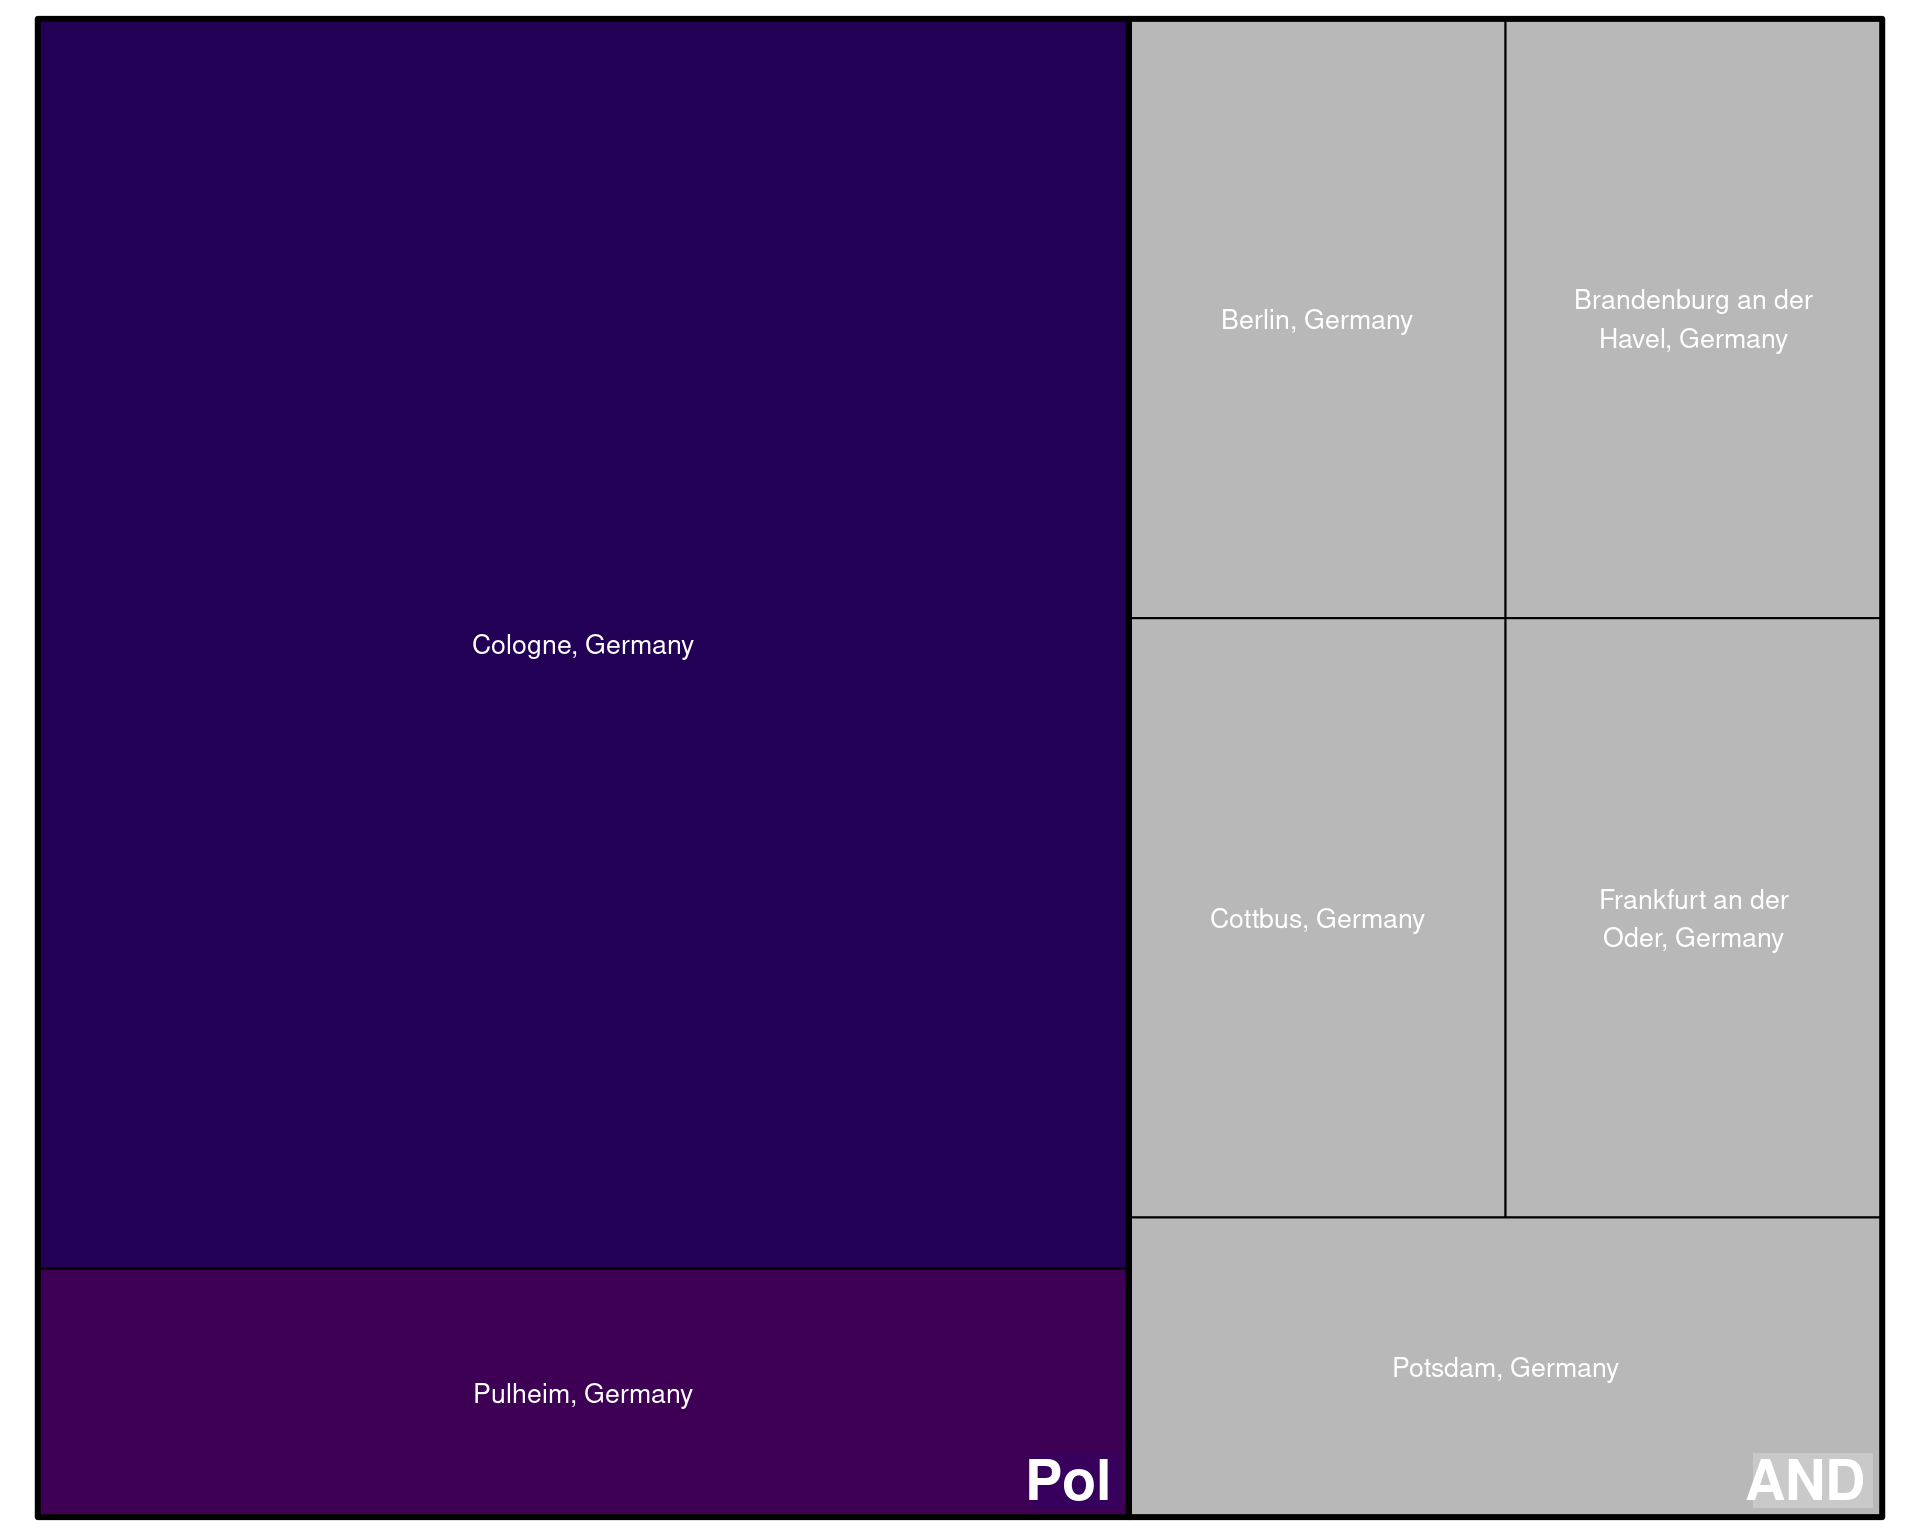 Cologne, Germany
Pulheim, Germany
Pol
Berlin, Germany
Brandenburg an der
Havel, Germany
Cottbus, Germany
Frankfurt an der
Oder, Germany
Potsdam, Germany
AND